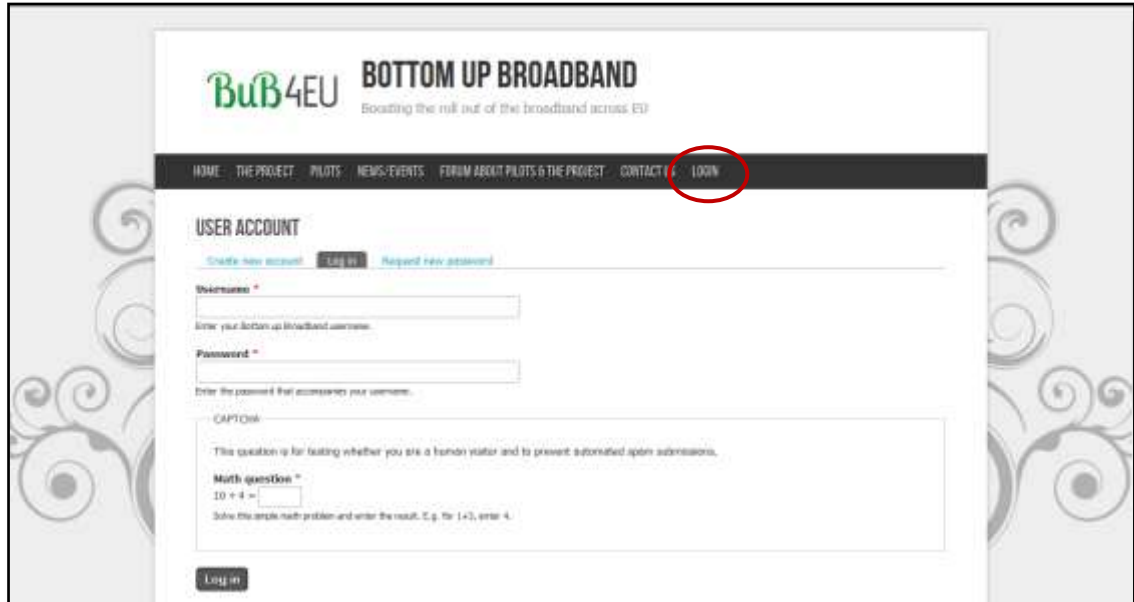 BuB4EU
BOTTOM UP BROADBAND
Boosting the roll out of the broadband across EU
HOME THE PROJECT PILOTS NEWS/EVENTS FORUM ABOUT PILOTS & THE PROJECT CONTACT US LOGIN
USER ACCOUNT
Create new account Log in Request new password
Username *
Enter your Bottom up Broadband username.
Password *
Enter the password that accompanies your username.
CAPTCHA
This question is for testing whether you are a human visitor and to prevent automated spam submissions.
Math question *
10 + 4 =
Solve this simple math problem and enter the result. E.g. for 1+3, enter 4.
Log in